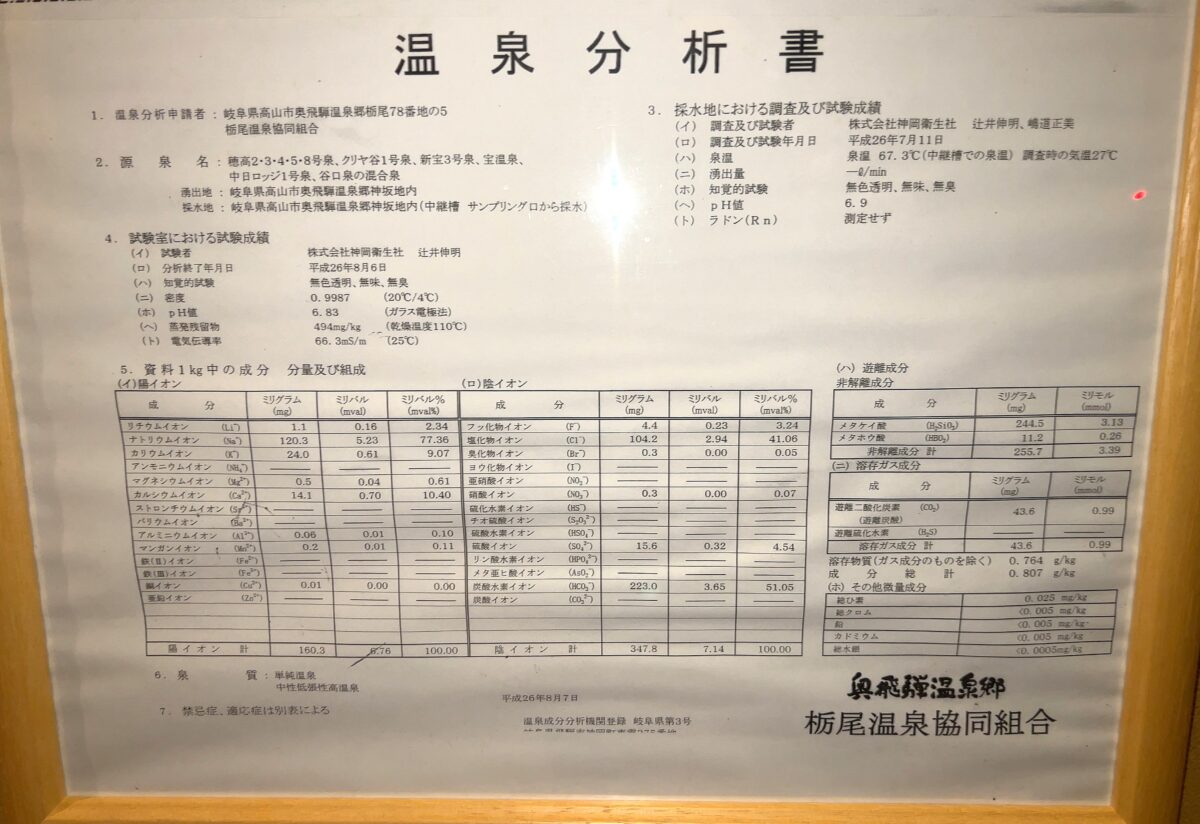 温泉分析書
1. 温泉分析申請者 : 岐阜県高山市奥飛騨温泉郷栃尾78番地の5
栃尾温泉協同組合
2. 源泉名 : 穂高2・3・4・5・8号泉、クリヤ谷1号泉、新宝3号泉、宝温泉、
中日ロッジ1号泉、谷口泉の混合泉
湧出地 : 岐阜県高山市奥飛騨温泉郷神坂地内
採水地 : 岐阜県高山市奥飛騨温泉郷神坂地内(中継槽 サンプリング口から採水)
3. 採水地における調査及び試験成績
(イ) 調査及び試験者 株式会社神岡衛生社 辻井伸明、嶋道正美
(ロ) 調査及び試験年月日 平成26年7月11日
(ハ) 泉温 泉温 67.3℃(中継槽での泉温) 調査時の気温27℃
(ニ) 湧出量 ―ℓ/min
(ホ) 知覚的試験 無色透明、無味、無臭
(ヘ) pH値 6.9
(ト) ラドン(Rn) 測定せず
4. 試験室における試験成績
(イ) 試験者 株式会社神岡衛生社 辻井伸明
(ロ) 分析終了年月日 平成26年8月6日
(ハ) 知覚的試験 無色透明、無味、無臭
(ニ) 密度 0.9987 (20℃/4℃)
(ホ) pH値 6.83 (ガラス電極法)
(ヘ) 蒸発残留物 494mg/kg (乾燥温度110℃)
(ト) 電気伝導率 66.3mS/m (25℃)
5. 資料1kg中の成分 分量及び組成
(イ)陽イオン
成分 ミリグラム(mg) ミリバル(mval) ミリバル%(mval%)
リチウムイオン (Li⁺) 1.1 0.16 2.34
ナトリウムイオン (Na⁺) 120.3 5.23 77.36
カリウムイオン (K⁺) 24.0 0.61 9.07
アンモニウムイオン (NH₄⁺) ― ― ―
マグネシウムイオン (Mg²⁺) 0.5 0.04 0.61
カルシウムイオン (Ca²⁺) 14.1 0.70 10.40
ストロンチウムイオン (Sr²⁺) ― ― ―
バリウムイオン (Ba²⁺) ― ― ―
アルミニウムイオン (Al³⁺) 0.06 0.01 0.10
マンガンイオン (Mn²⁺) 0.2 0.01 0.11
鉄(Ⅱ)イオン (Fe²⁺) ― ― ―
鉄(Ⅲ)イオン (Fe³⁺) ― ― ―
銅イオン (Cu²⁺) 0.01 0.00 0.00
亜鉛イオン (Zn²⁺) ― ― ―
陽イオン 計 160.3 6.76 100.00
(ロ)陰イオン
成分 ミリグラム(mg) ミリバル(mval) ミリバル%(mval%)
フッ化物イオン (F⁻) 4.4 0.23 3.24
塩化物イオン (Cl⁻) 104.2 2.94 41.06
臭化物イオン (Br⁻) 0.3 0.00 0.05
ヨウ化物イオン (I⁻) ― ― ―
亜硝酸イオン (NO₂⁻) ― ― ―
硝酸イオン (NO₃⁻) 0.3 0.00 0.07
硫化水素イオン (HS⁻) ― ― ―
チオ硫酸イオン (S₂O₃²⁻) ― ― ―
硫酸水素イオン (HSO₄⁻) ― ― ―
硫酸イオン (SO₄²⁻) 15.6 0.32 4.54
リン酸水素イオン (HPO₄²⁻) ― ― ―
メタ亜ヒ酸イオン (AsO₂⁻) ― ― ―
炭酸水素イオン (HCO₃⁻) 223.0 3.65 51.05
炭酸イオン (CO₃²⁻) ― ― ―
陰イオン 計 347.8 7.14 100.00
(ハ) 遊離成分
非解離成分
成分 ミリグラム(mg) ミリモル(mmol)
メタケイ酸 (H₂SiO₃) 244.5 3.13
メタホウ酸 (HBO₂) 11.2 0.26
非解離成分 計 255.7 3.39
(ニ) 溶存ガス成分
成分 ミリグラム(mg) ミリモル(mmol)
遊離二酸化炭素 (CO₂) 43.6 0.99
(遊離炭酸)
遊離硫化水素 (H₂S) ― ―
溶存ガス成分 計 43.6 0.99
溶存物質(ガス成分のものを除く) 0.764 g/kg
成分総計 0.807 g/kg
(ホ) その他微量成分
総ひ素 0.025 mg/kg
総クロム <0.005 mg/kg
鉛 <0.005 mg/kg
カドミウム <0.005 mg/kg
総水銀 <0.0005mg/kg
6. 泉質 : 単純温泉
中性低張性高温泉
7. 禁忌症、適応症は別表による
平成26年8月7日
温泉成分分析機関登録 岐阜県第3号
奥飛騨温泉郷
栃尾温泉協同組合